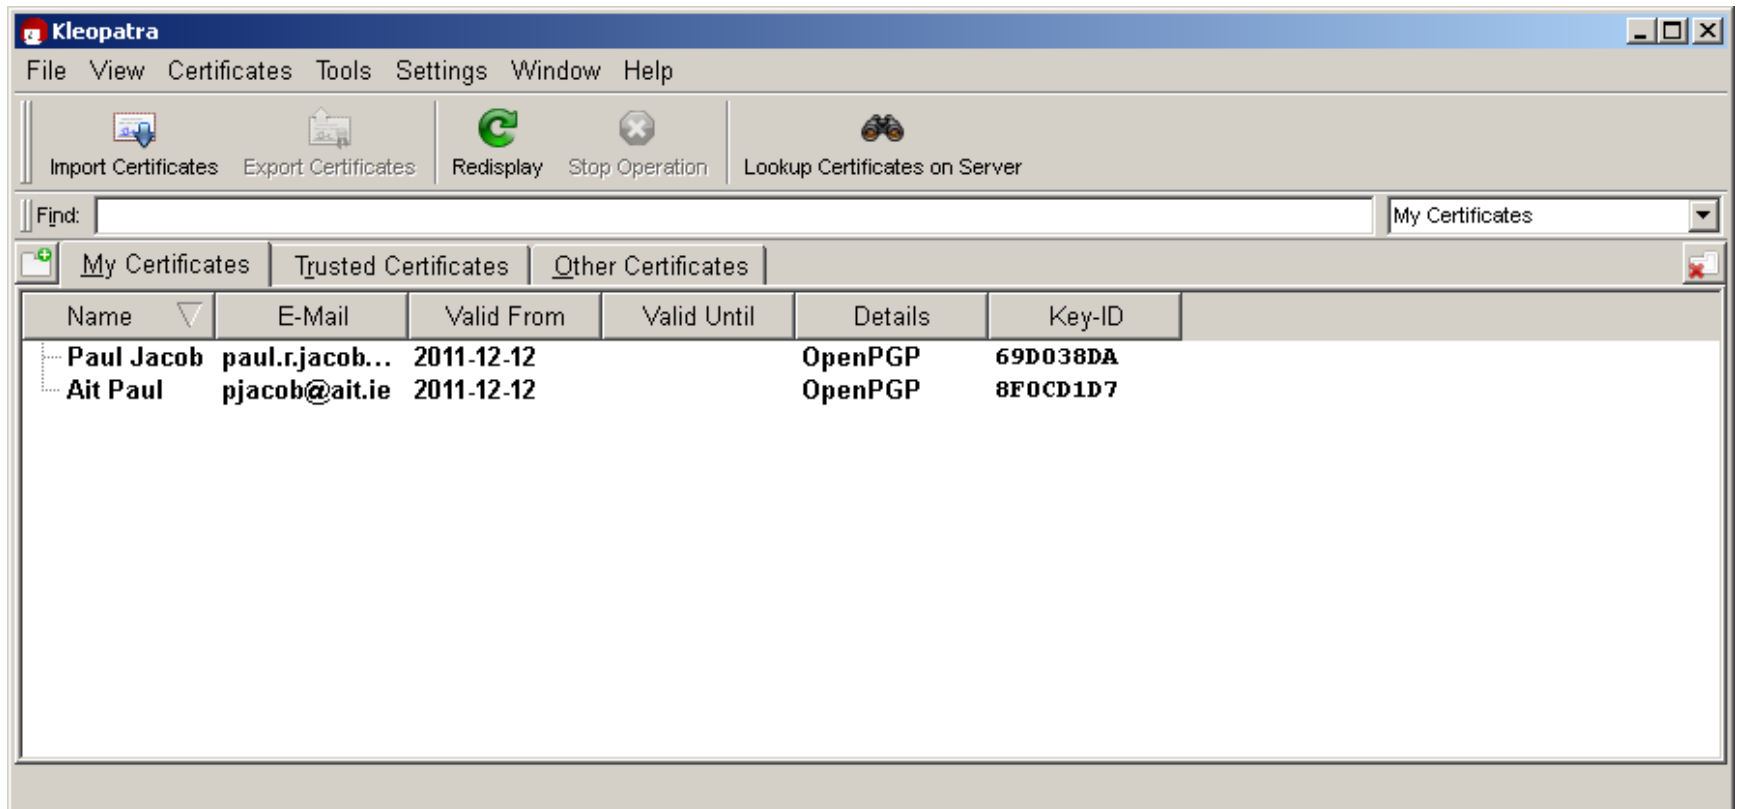 Kleopatra
File View Certificates Tools Settings Window Help
Import Certificates Export Certificates Redisplay Stop Operation Lookup Certificates on Server
Find: My Certificates
My Certificates Trusted Certificates Other Certificates
Name E-Mail Valid From Valid Until Details Key-ID
Paul Jacob paul.r.jacob... 2011-12-12 OpenPGP 69D038DA
Ait Paul pjacob@ait.ie 2011-12-12 OpenPGP 8F0CD1D7